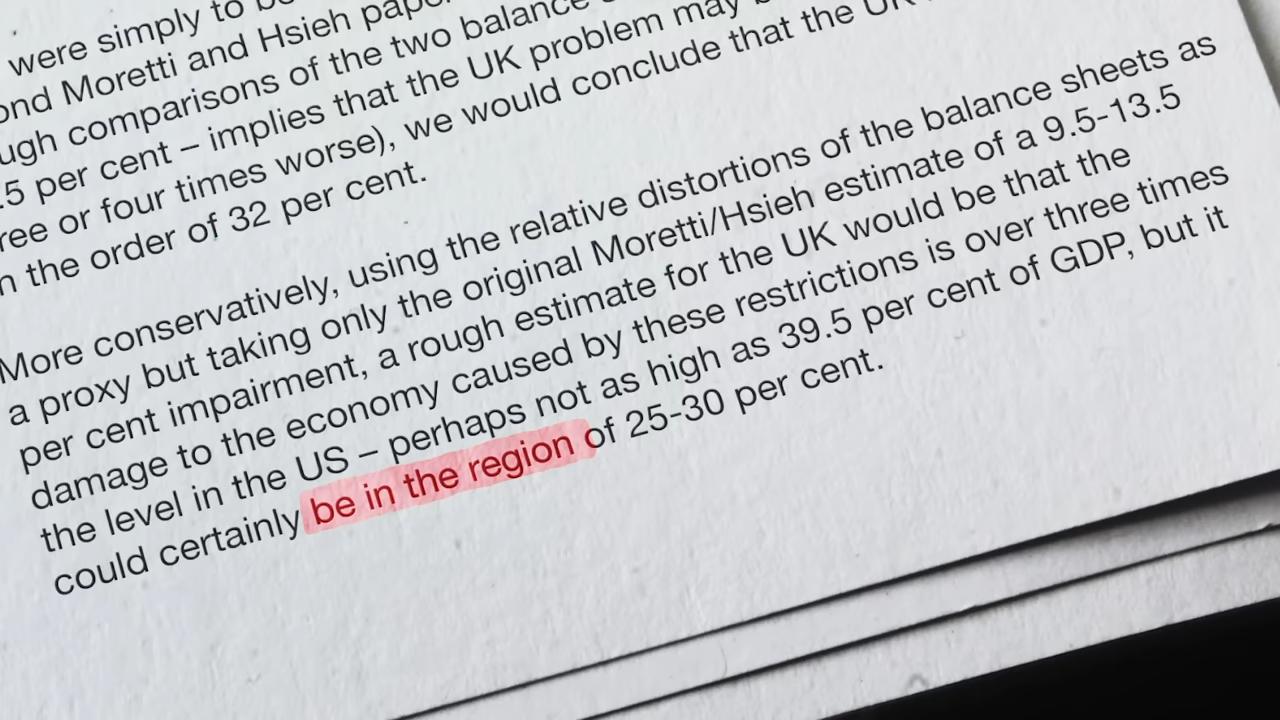 were simply to
ond Moretti and Hsieh
ugh comparisons of the two balance
.5 per cent – implies that the UK problem may
ree or four times worse), we would conclude that the UK
n the order of 32 per cent.
More conservatively, using the relative distortions of the balance sheets as
a proxy but taking only the original Moretti/Hsieh estimate of a 9.5-13.5
per cent impairment, a rough estimate for the UK would be that the
damage to the economy caused by these restrictions is over three times
the level in the US – perhaps not as high as 39.5 per cent of GDP, but it
could certainly be in the region of 25-30 per cent.